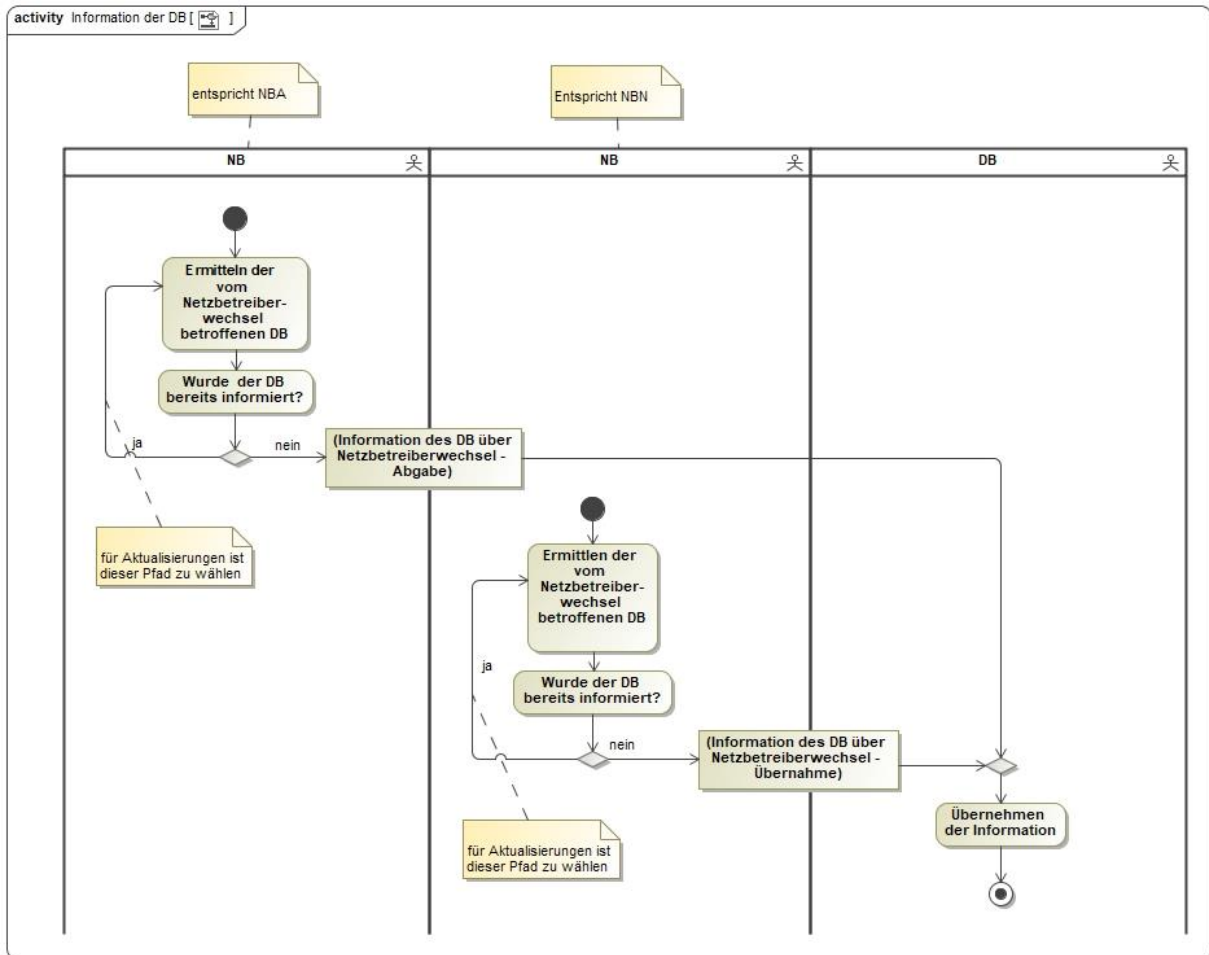 activity Information der DB [ ]
entspricht NBA
Entspricht NBN
NB
NB
DB
Ermitteln der
vom
Netzbetreiber-
wechsel
betroffenen DB
Wurde der DB
bereits informiert?
ja
nein
(Information des DB über
Netzbetreiberwechsel -
Abgabe)
für Aktualisierungen ist
dieser Pfad zu wählen
Ermittlen der
vom
Netzbetreiber-
wechsel
betroffenen DB
ja
Wurde der DB
bereits informiert?
nein
(Information des DB über
Netzbetreiberwechsel -
Übernahme)
Übernehmen
der Information
für Aktualisierungen ist
dieser Pfad zu wählen